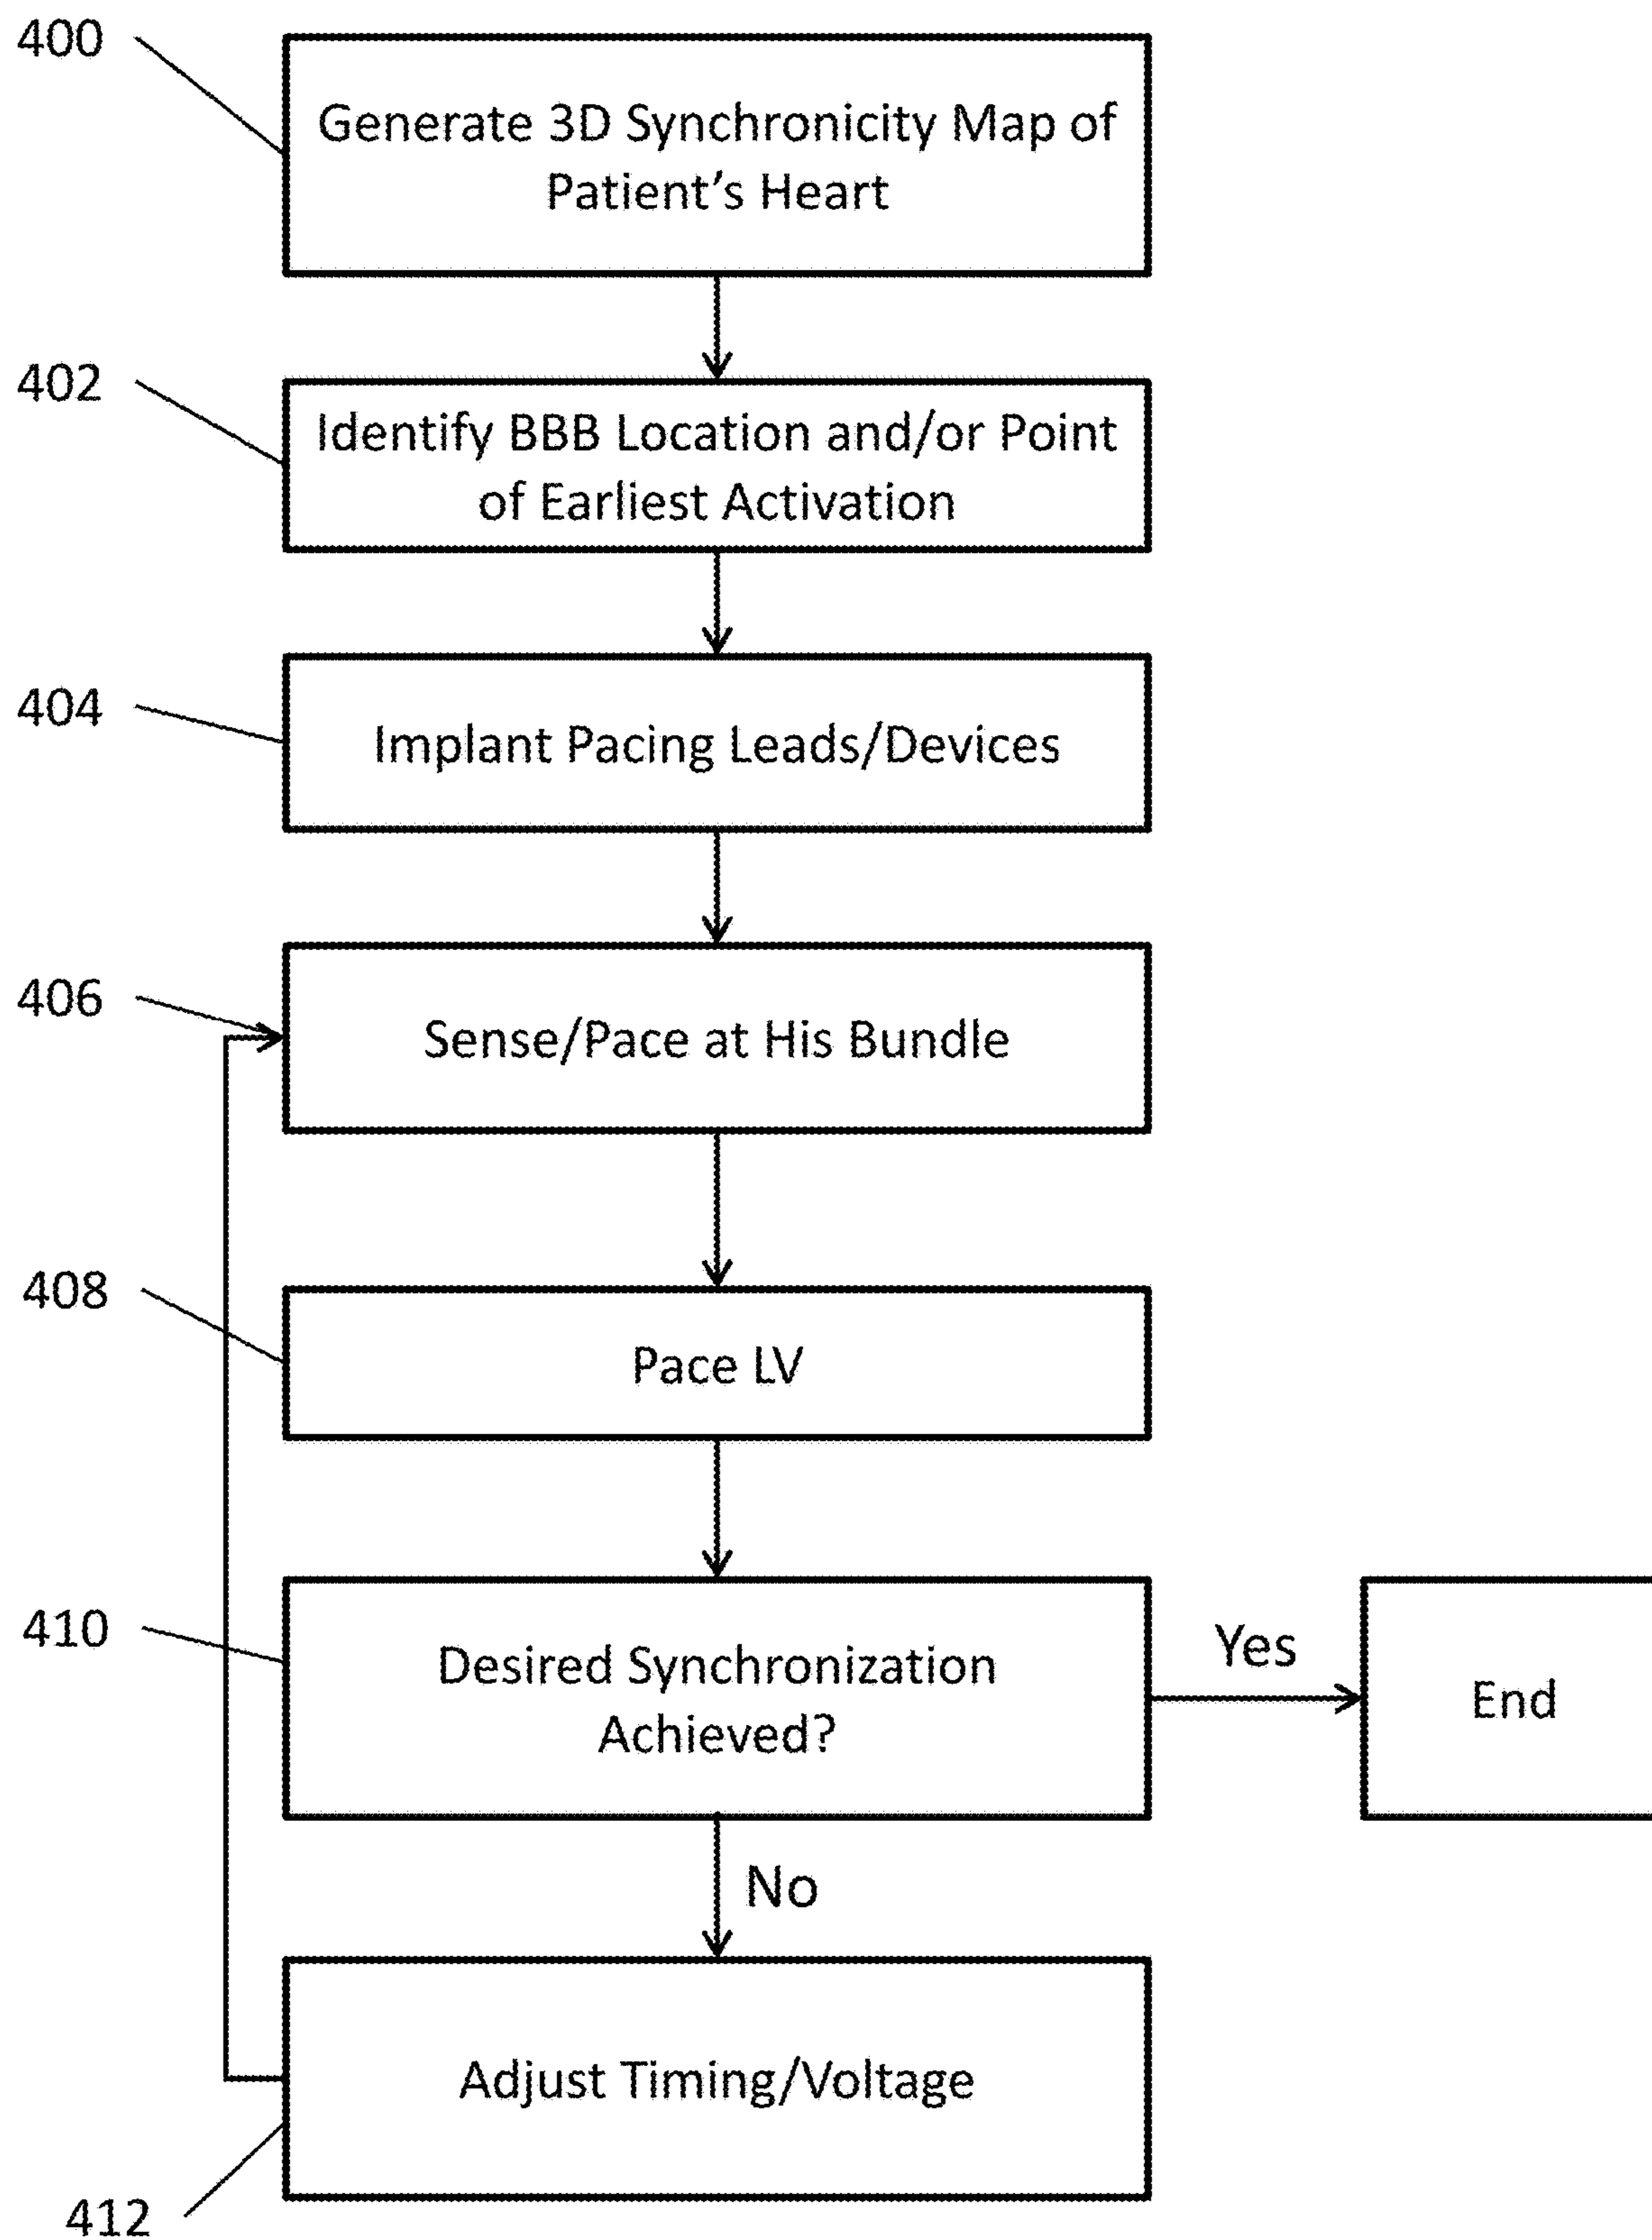 400
Generate 3D Synchronicity Map of
Patient's Heart
402
Identify BBB Location and/or Point
of Earliest Activation
404
Implant Pacing Leads/Devices
406
Sense/Pace at His Bundle
408
Pace LV
410
Desired Synchronization
Achieved?
Yes
End
No
Adjust Timing/Voltage
412